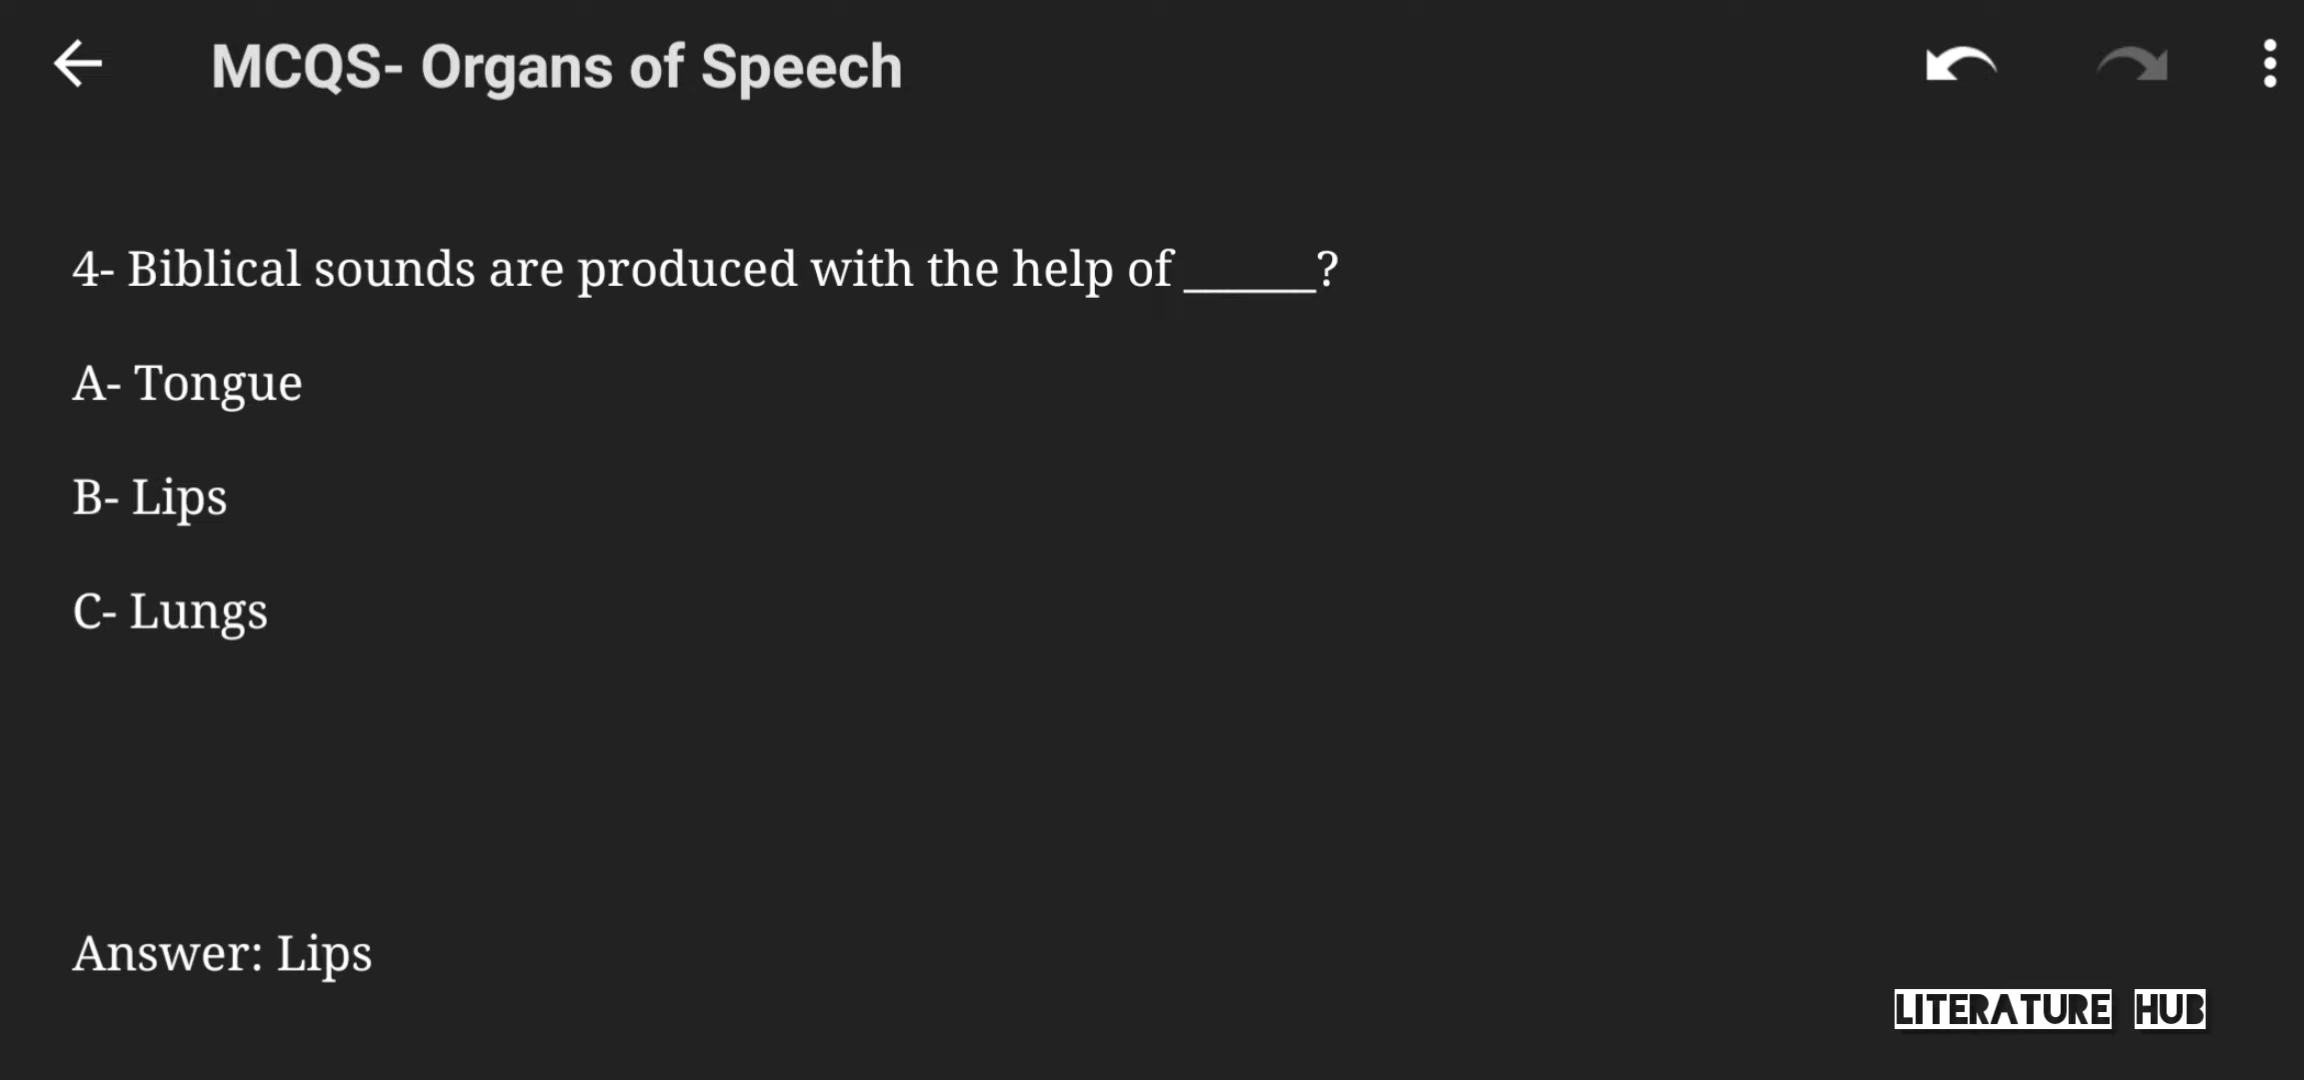 MCQS- Organs of Speech
4- Biblical sounds are produced with the help of ______?
A- Tongue
B- Lips
C- Lungs
Answer: Lips
LITERATURE HUB